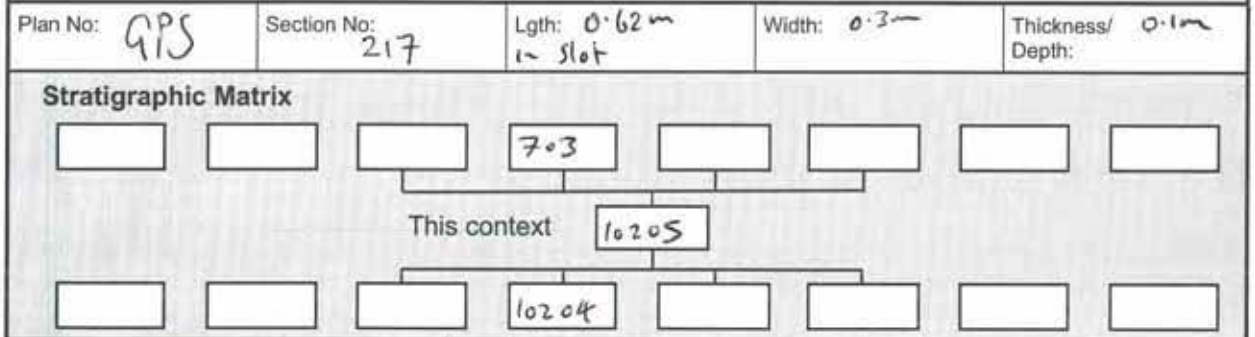 Plan No: GPS Section No: 217 Lgth: 0.62m in slot Width: 0.3m Thickness/ Depth: 0.1m
Stratigraphic Matrix
703
This context 10205
10204